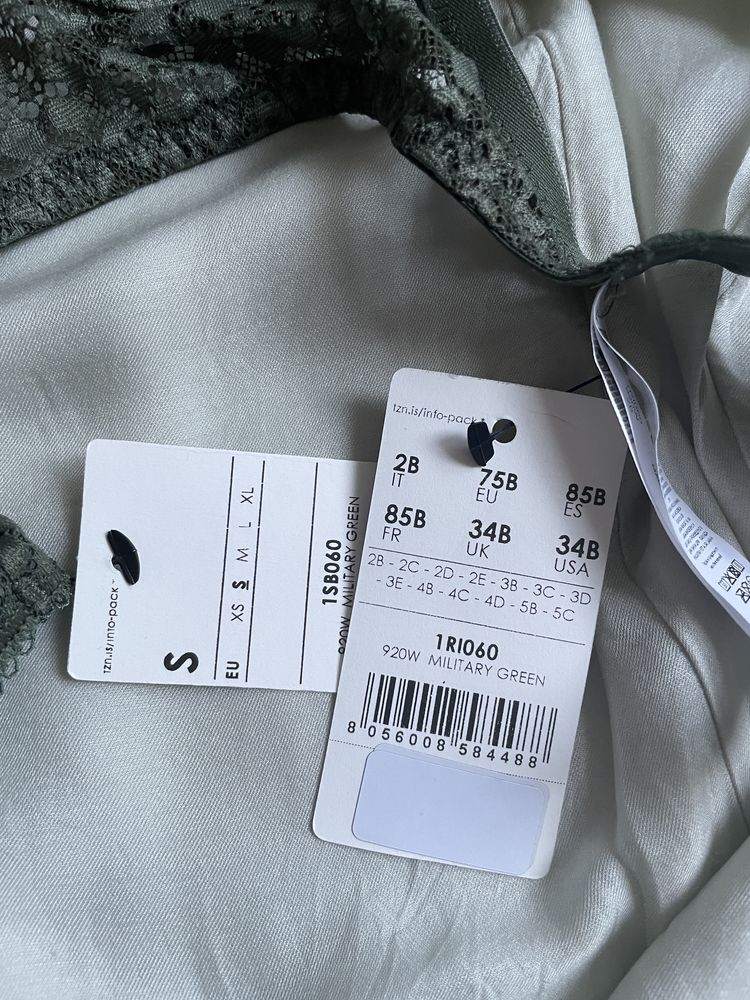 tzn.is/info-pack
2B
IT
75B
EU
85B
ES
85B
FR
34B
UK
34B
USA
2B - 2C - 2D - 2E - 3B - 3C - 3D
- 3E - 4B - 4C - 4D - 5B - 5C
1RI060
920W MILITARY GREEN
8 056008 584488
tzn.is/info-pack
S
EU XS S M L XL
1SB060
920W MILITARY GREEN